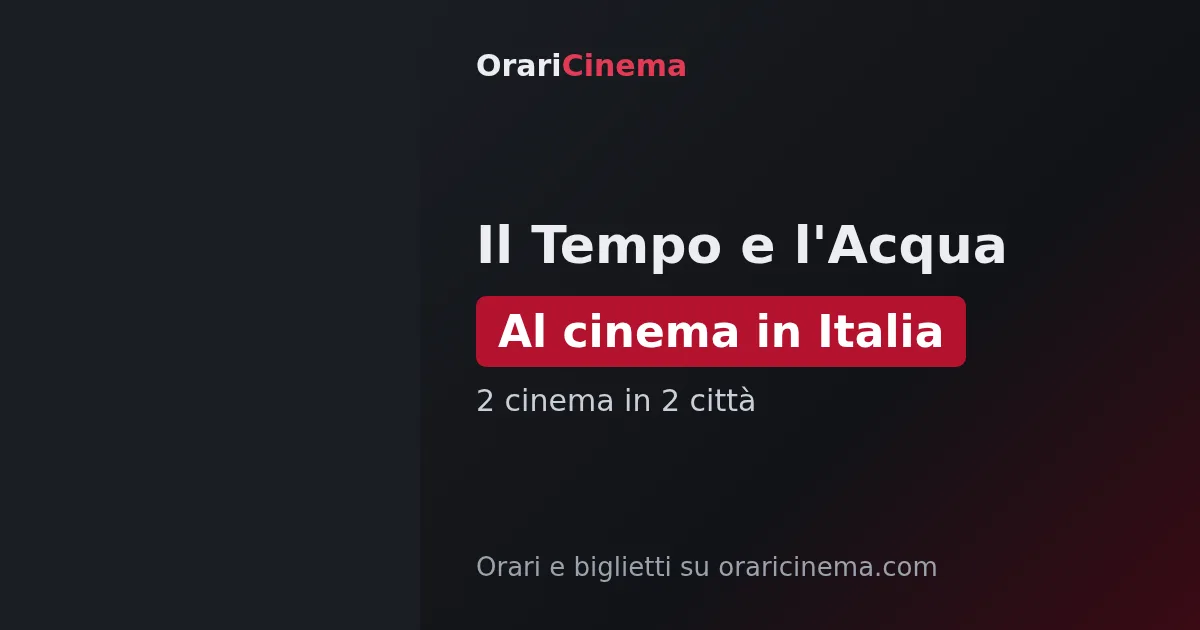 OrariCinema
Il Tempo e l'Acqua
Al cinema in Italia
2 cinema in 2 città
Orari e biglietti su oraricinema.com